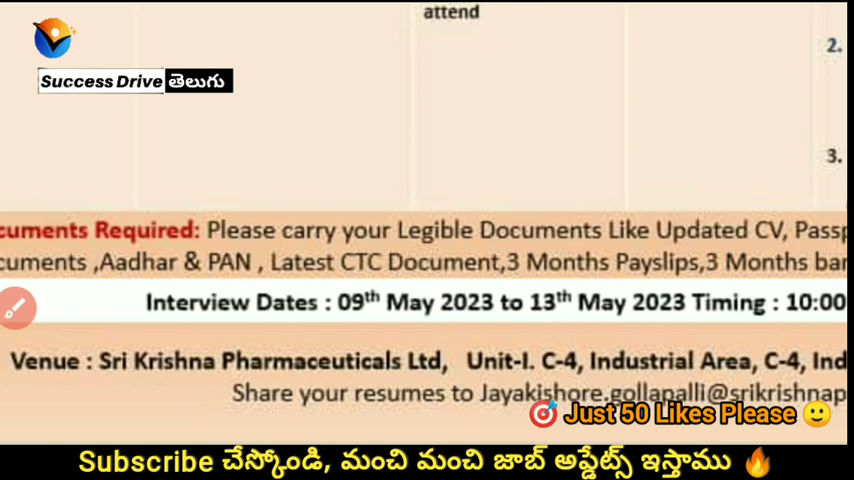 attend
Success Drive తెలుగు
2.
3.
cuments Required: Please carry your Legible Documents Like Updated CV, Passp
cuments ,Aadhar & PAN , Latest CTC Document,3 Months Payslips,3 Months ban
Interview Dates : 09th May 2023 to 13th May 2023 Timing : 10:00
Venue : Sri Krishna Pharmaceuticals Ltd, Unit-I. C-4, Industrial Area, C-4, Ind
Share your resumes to Jayakishore.gollapalli@srikrishnap
🎯 Just 50 Likes Please 🙂
Subscribe చేస్కోండి, మంచి మంచి జాబ్ అప్డేట్స్ ఇస్తాము 🔥